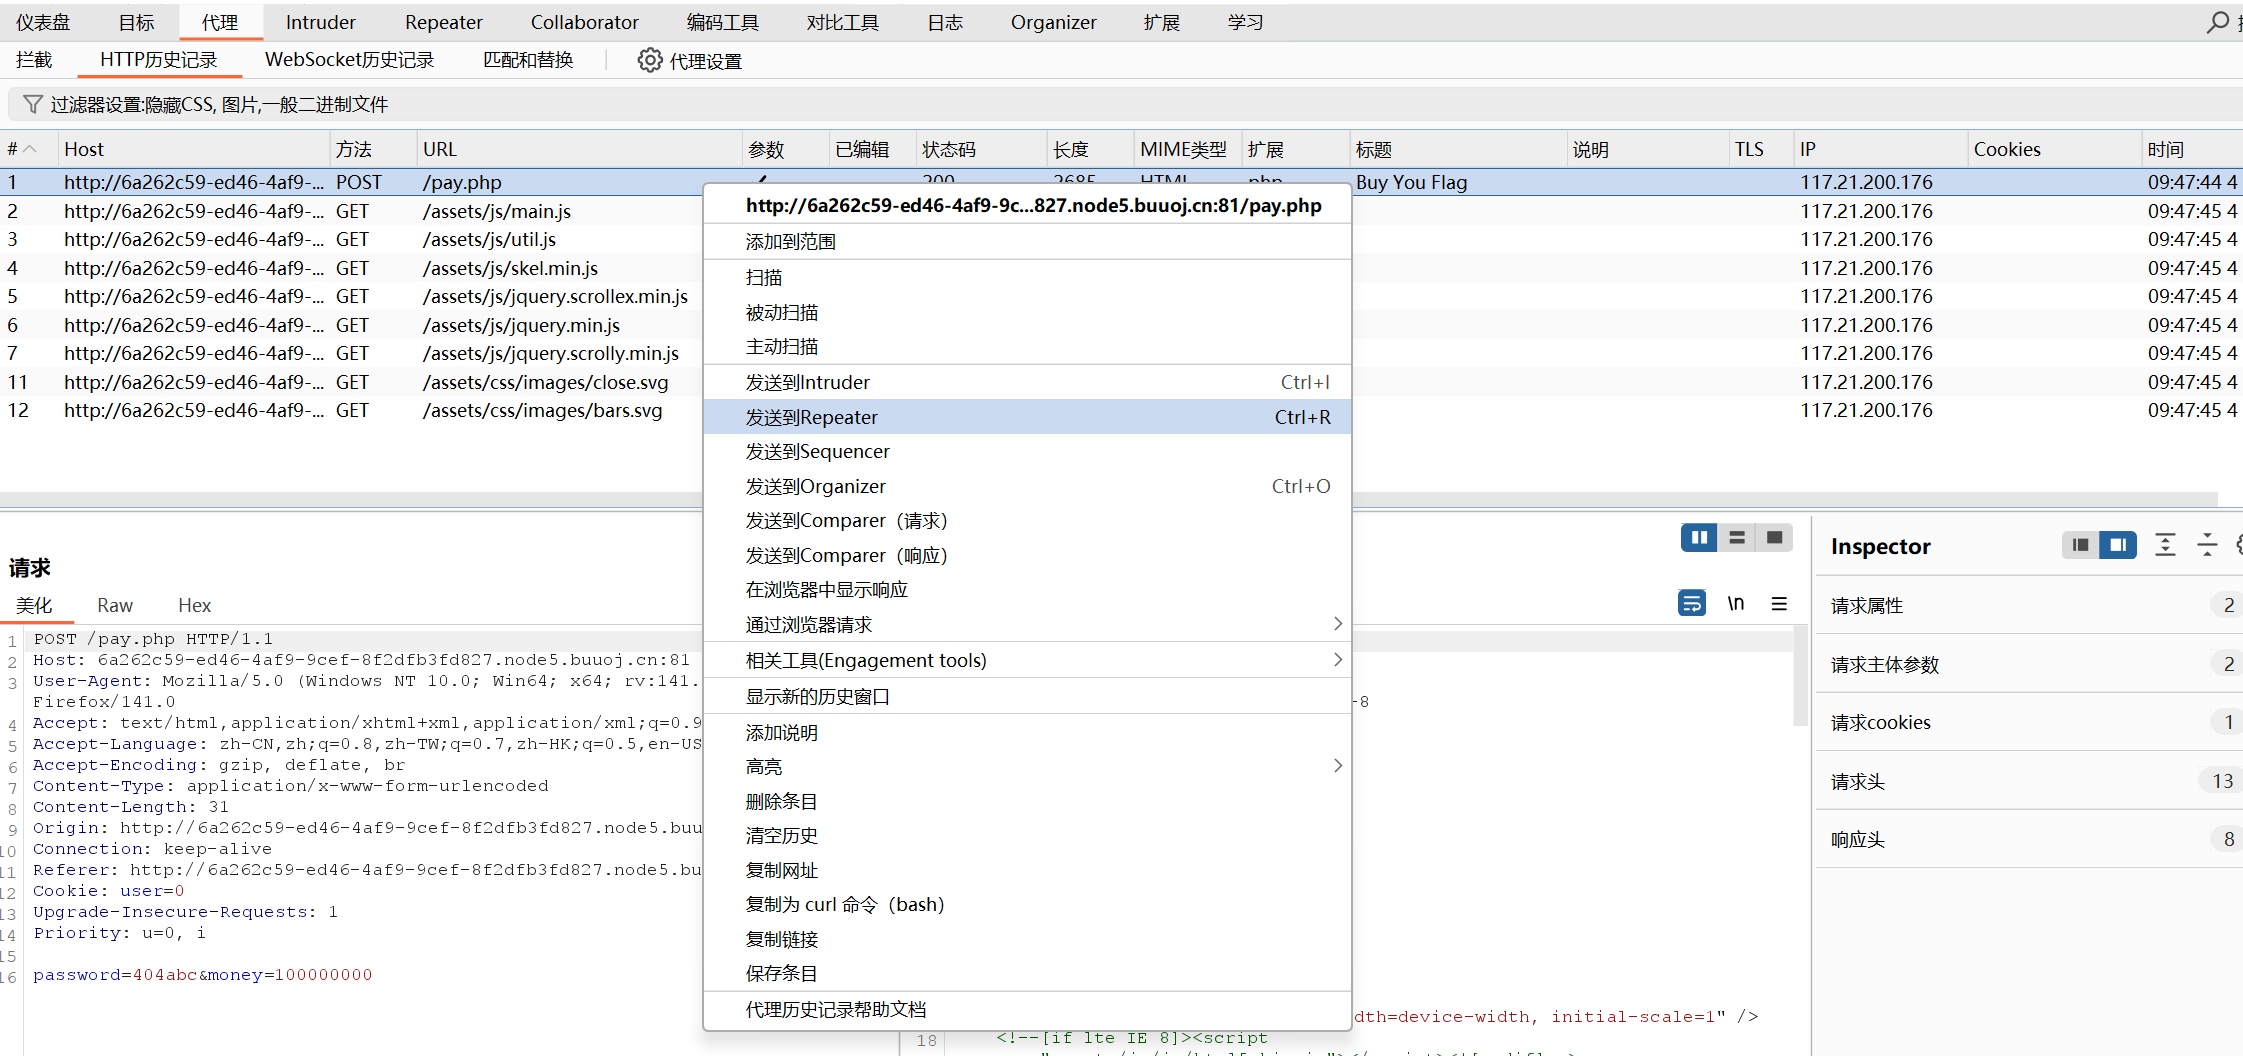 仪表盘 目标 代理 Intruder Repeater Collaborator 编码工具 对比工具 日志 Organizer 扩展 学习
拦截 HTTP历史记录 WebSocket历史记录 匹配和替换 代理设置
过滤器设置:隐藏CSS, 图片,一般二进制文件
# Host 方法 URL 参数 已编辑 状态码 长度 MIME类型 扩展 标题 说明 TLS IP Cookies 时间
1 http://6a262c59-ed46-4af9-... POST /pay.php ✓ 200 2685 HTML php Buy You Flag 117.21.200.176 09:47:44 4
2 http://6a262c59-ed46-4af9-... GET /assets/js/main.js 117.21.200.176 09:47:45 4
3 http://6a262c59-ed46-4af9-... GET /assets/js/util.js 117.21.200.176 09:47:45 4
4 http://6a262c59-ed46-4af9-... GET /assets/js/skel.min.js 117.21.200.176 09:47:45 4
5 http://6a262c59-ed46-4af9-... GET /assets/js/jquery.scrollex.min.js 117.21.200.176 09:47:45 4
6 http://6a262c59-ed46-4af9-... GET /assets/js/jquery.min.js 117.21.200.176 09:47:45 4
7 http://6a262c59-ed46-4af9-... GET /assets/js/jquery.scrolly.min.js 117.21.200.176 09:47:45 4
11 http://6a262c59-ed46-4af9-... GET /assets/css/images/close.svg 117.21.200.176 09:47:45 4
12 http://6a262c59-ed46-4af9-... GET /assets/css/images/bars.svg 117.21.200.176 09:47:45 4
http://6a262c59-ed46-4af9-9c...827.node5.buuoj.cn:81/pay.php
添加到范围
扫描
被动扫描
主动扫描
发送到Intruder Ctrl+I
发送到Repeater Ctrl+R
发送到Sequencer
发送到Organizer Ctrl+O
发送到Comparer（请求）
发送到Comparer（响应）
在浏览器中显示响应
通过浏览器请求
相关工具(Engagement tools)
显示新的历史窗口
添加说明
高亮
删除条目
清空历史
复制网址
复制为 curl 命令（bash）
复制链接
保存条目
代理历史记录帮助文档
请求
美化 Raw Hex
1 POST /pay.php HTTP/1.1
2 Host: 6a262c59-ed46-4af9-9cef-8f2dfb3fd827.node5.buuoj.cn:81
3 User-Agent: Mozilla/5.0 (Windows NT 10.0; Win64; x64; rv:141.
Firefox/141.0
4 Accept: text/html,application/xhtml+xml,application/xml;q=0.9
5 Accept-Language: zh-CN,zh;q=0.8,zh-TW;q=0.7,zh-HK;q=0.5,en-US
6 Accept-Encoding: gzip, deflate, br
7 Content-Type: application/x-www-form-urlencoded
8 Content-Length: 31
9 Origin: http://6a262c59-ed46-4af9-9cef-8f2dfb3fd827.node5.buu
10 Connection: keep-alive
11 Referer: http://6a262c59-ed46-4af9-9cef-8f2dfb3fd827.node5.bu
12 Cookie: user=0
13 Upgrade-Insecure-Requests: 1
14 Priority: u=0, i
15
16 password=404abc&money=100000000
\n
-8
dth=device-width, initial-scale=1" />
18 <!--[if lte IE 8]><script
Inspector
请求属性 2
请求主体参数 2
请求cookies 1
请求头 13
响应头 8